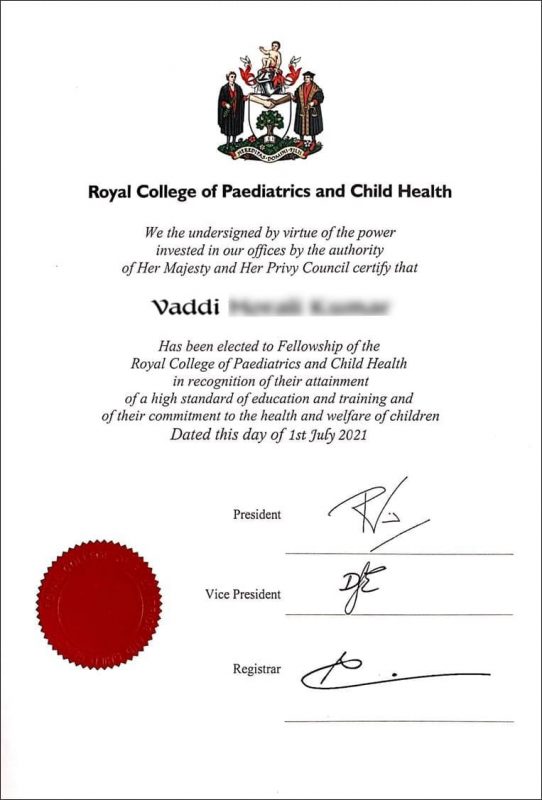 HEREDITAS·DOMINI·FILII
Royal College of Paediatrics and Child Health
We the undersigned by virtue of the power
invested in our offices by the authority
of Her Majesty and Her Privy Council certify that
Vaddi
Has been elected to Fellowship of the
Royal College of Paediatrics and Child Health
in recognition of their attainment
of a high standard of education and training and
of their commitment to the health and welfare of children
Dated this day of 1st July 2021
President
Vice President
Registrar